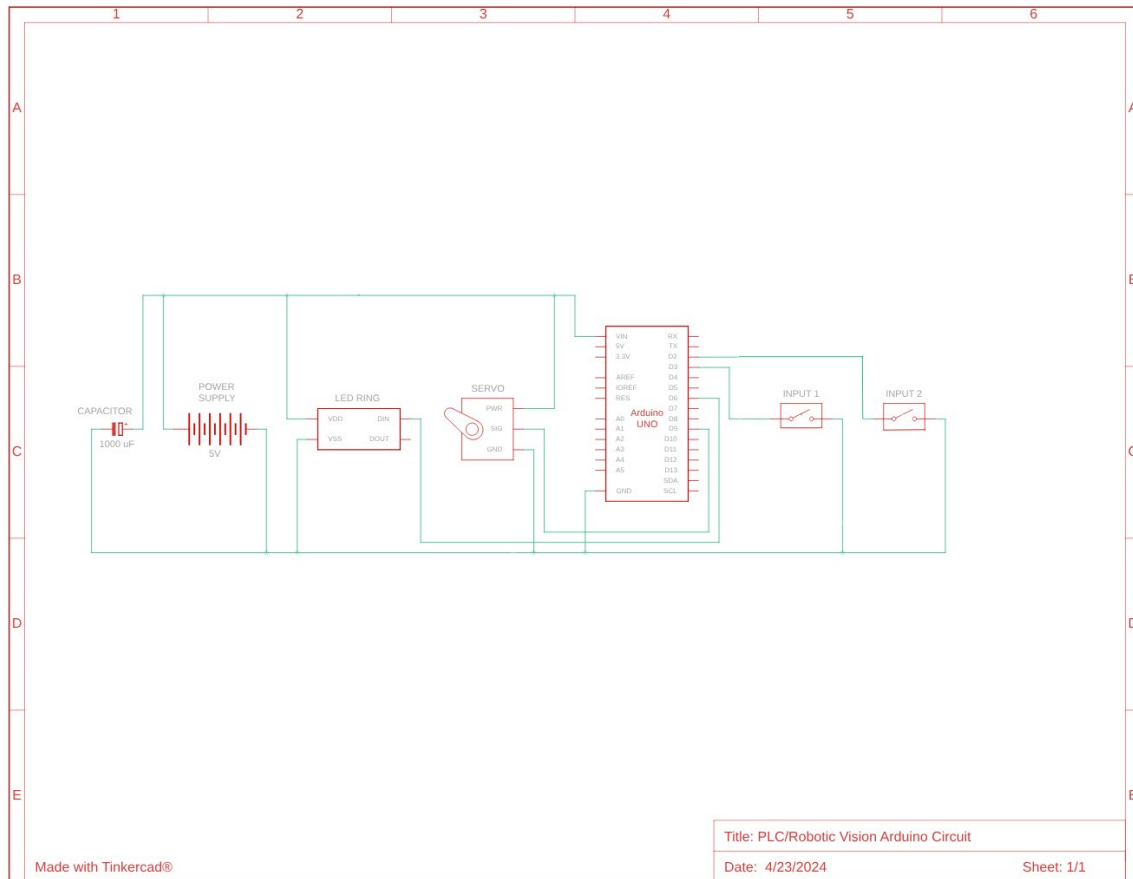 1 2 3 4 5 6
A
B
C
D
E
A
C
D
CAPACITOR
+
1000 uF
POWER
SUPPLY
5V
LED RING
VDD DIN
VSS DOUT
SERVO
PWR
SIG
GND
Arduino
UNO
VIN RX
5V TX
3.3V D2
D3
AREF D4
IOREF D5
RES D6
D7
A0 D8
A1 D9
A2 D10
A3 D11
A4 D12
A5 D13
SDA
GND SCL
INPUT 1
INPUT 2
Made with Tinkercad®
Title: PLC/Robotic Vision Arduino Circuit
Date: 4/23/2024 Sheet: 1/1